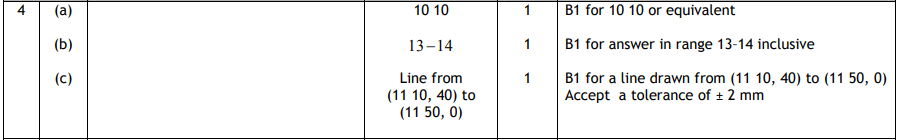 4 (a) 10 10 1 B1 for 10 10 or equivalent
(b) 13–14 1 B1 for answer in range 13-14 inclusive
(c) Line from 1 B1 for a line drawn from (11 10, 40) to (11 50, 0)
(11 10, 40) to Accept a tolerance of ± 2 mm
(11 50, 0)